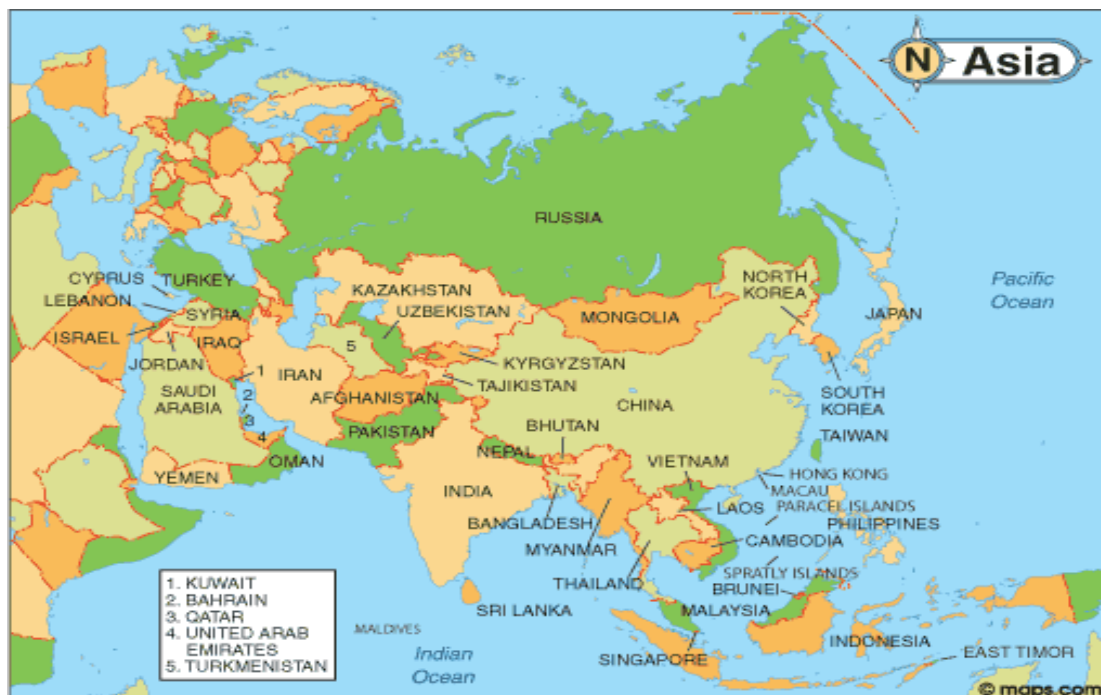 N Asia
RUSSIA
CYPRUS
TURKEY
LEBANON
SYRIA
ISRAEL
IRAQ
JORDAN
SAUDI
ARABIA
1
2
3
4
5
KAZAKHSTAN
UZBEKISTAN
MONGOLIA
NORTH
KOREA
JAPAN
Pacific
Ocean
KYRGYZSTAN
TAJIKISTAN
IRAN
AFGHANISTAN
PAKISTAN
CHINA
SOUTH
KOREA
TAIWAN
BHUTAN
NEPAL
VIETNAM
HONG KONG
MACAU
YEMEN
OMAN
INDIA
LAOS
PARACEL ISLANDS
PHILIPPINES
BANGLADESH
MYANMAR
CAMBODIA
THAILAND
SPRATLY ISLANDS
BRUNEI
SRI LANKA
MALAYSIA
MALDIVES
SINGAPORE
INDONESIA
EAST TIMOR
Indian
Ocean
1. KUWAIT
2. BAHRAIN
3. QATAR
4. UNITED ARAB
EMIRATES
5. TURKMENISTAN
© maps.com